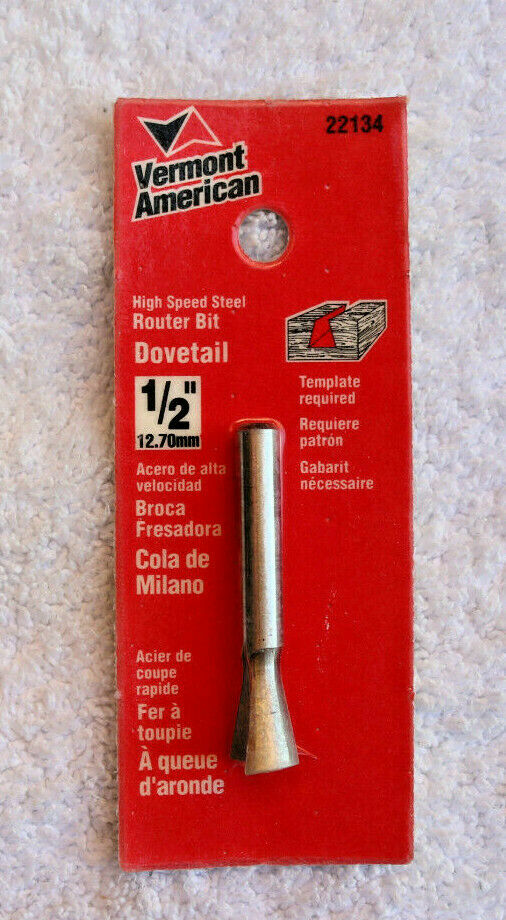 Vermont
American
22134
High Speed Steel
Router Bit
Dovetail
1/2"
12.70mm
Template
required
Requiere
patrón
Gabarit
nécessaire
Acero de alta
velocidad
Broca
Fresadora
Cola de
Milano
Acier de
coupe
rapide
Fer à
toupie
À queue
d'aronde